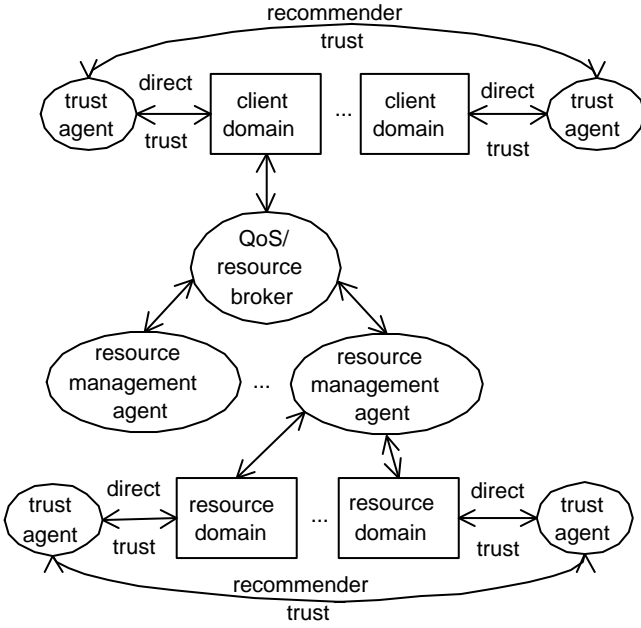 recommender
trust
trust
agent
direct
trust
client
domain
...
client
domain
direct
trust
trust
agent
QoS/
resource
broker
resource
management
agent
...
resource
management
agent
trust
agent
direct
trust
resource
domain
...
resource
domain
direct
trust
trust
agent
recommender
trust